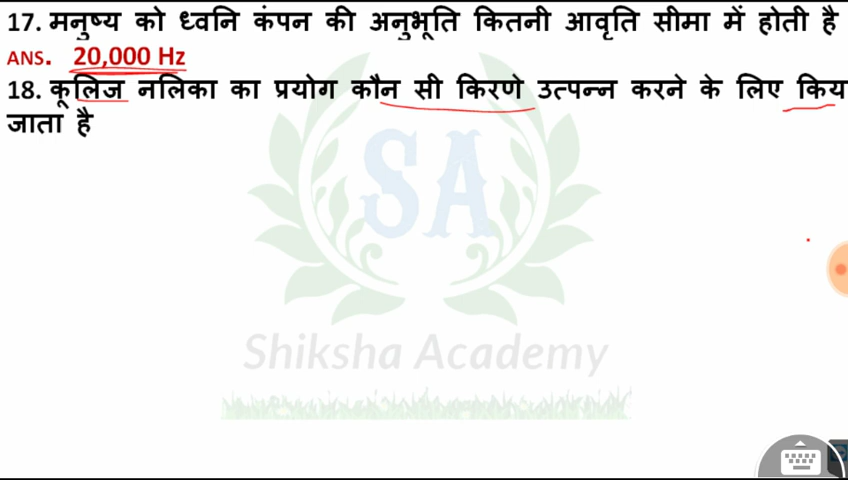 17. मनुष्य को ध्वनि कंपन की अनुभूति कितनी आवृति सीमा में होती है
ANS. 20,000 Hz
18. कूलिज नलिका का प्रयोग कौन सी किरणे उत्पन्न करने के लिए किय
जाता है
SA
Shiksha Academy